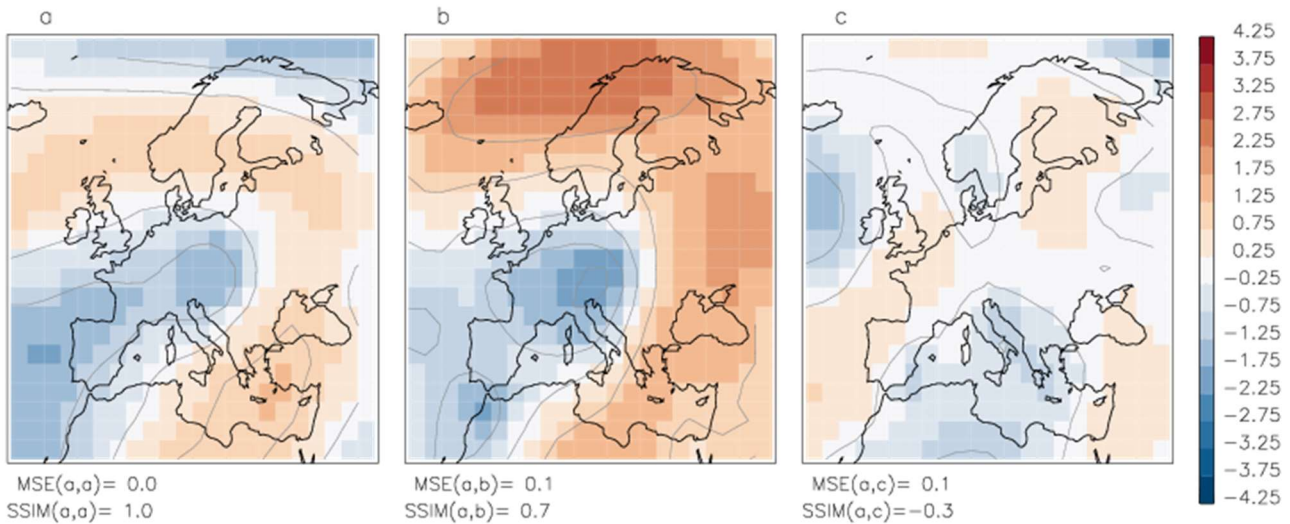 a
b
c
4.25
3.75
3.25
2.75
2.25
1.75
1.25
0.75
0.25
−0.25
−0.75
−1.25
−1.75
−2.25
−2.75
−3.25
−3.75
−4.25
MSE(a,a)= 0.0
SSIM(a,a)= 1.0
MSE(a,b)= 0.1
SSIM(a,b)= 0.7
MSE(a,c)= 0.1
SSIM(a,c)=−0.3